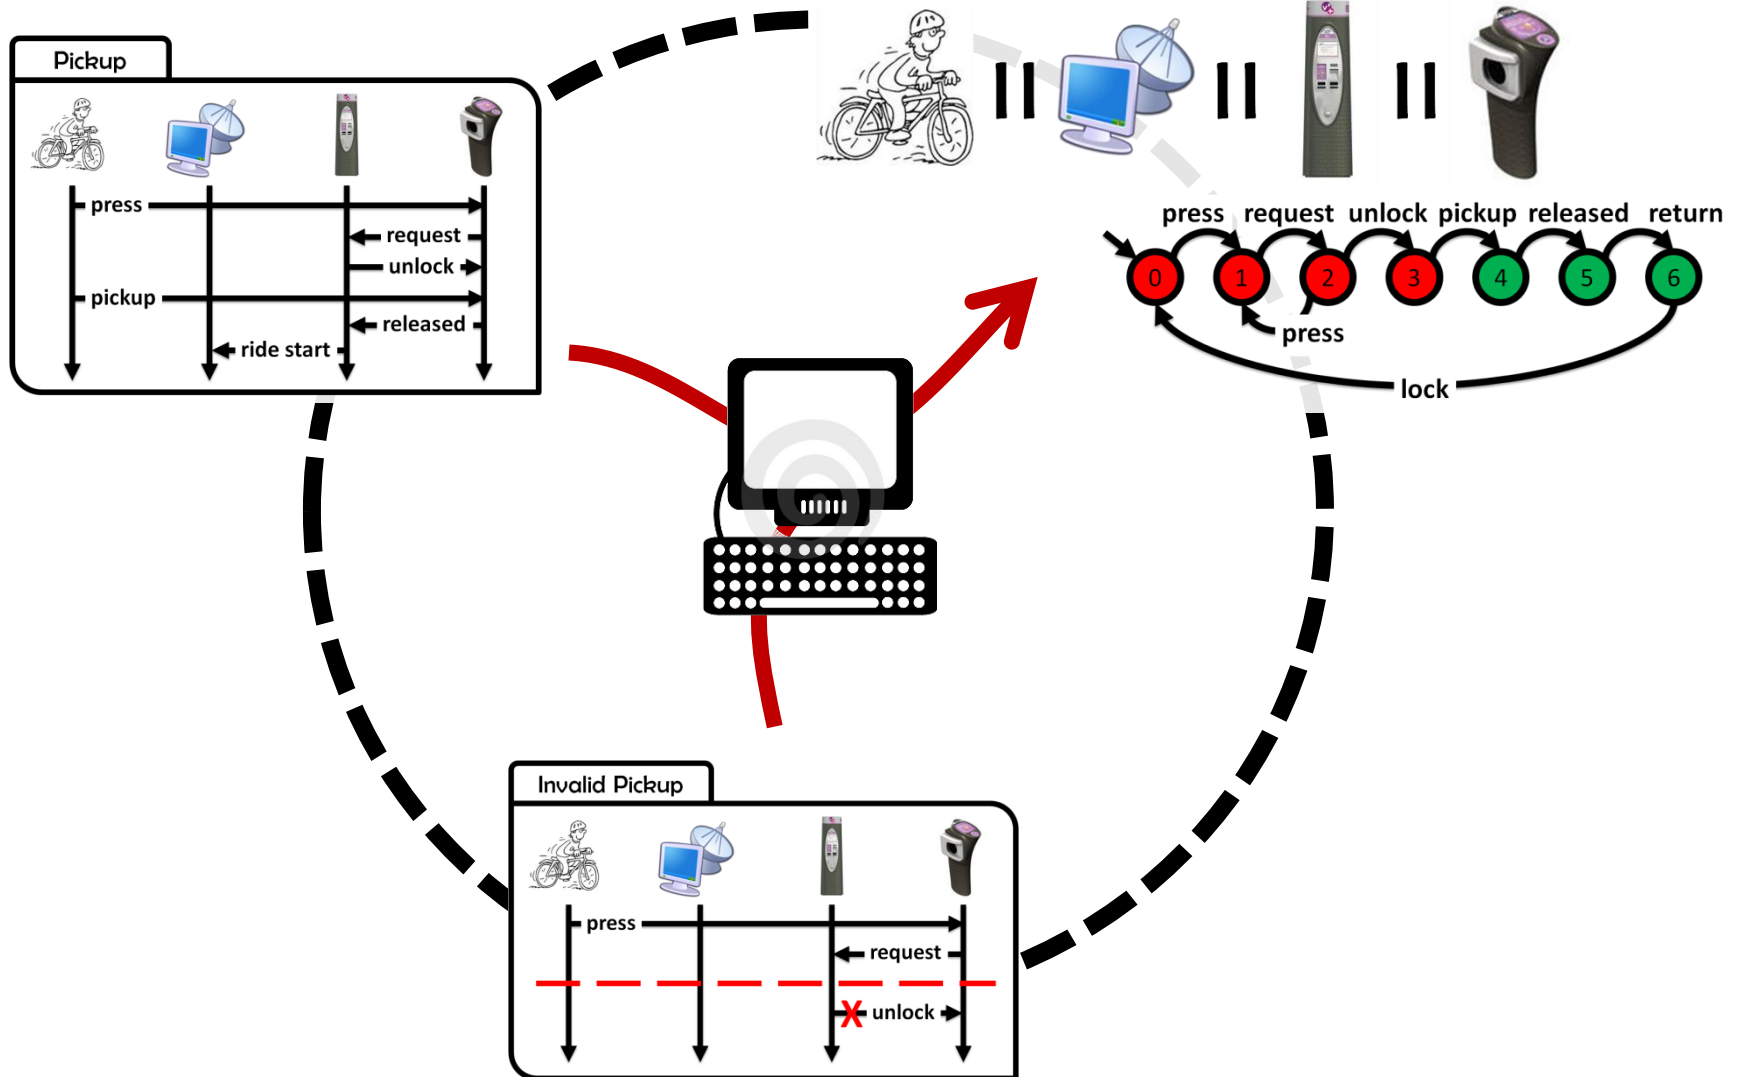 Pickup
press
request
unlock
pickup
released
ride start
press request unlock pickup released return
0 1 2 3 4 5 6
press
lock
Invalid Pickup
press
request
X unlock